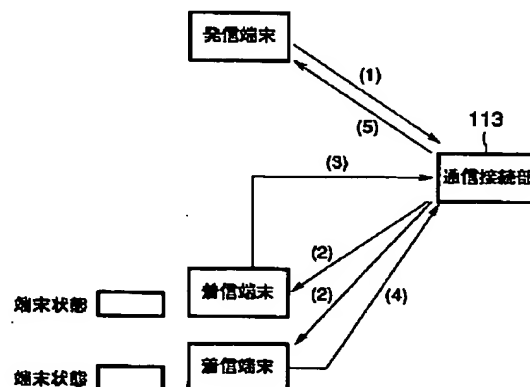 発信端末
(1)
(5)
113
(3)
通信接続部
(2)
着信端末
端末状態
(2)
(4)
着信端末
端末状態